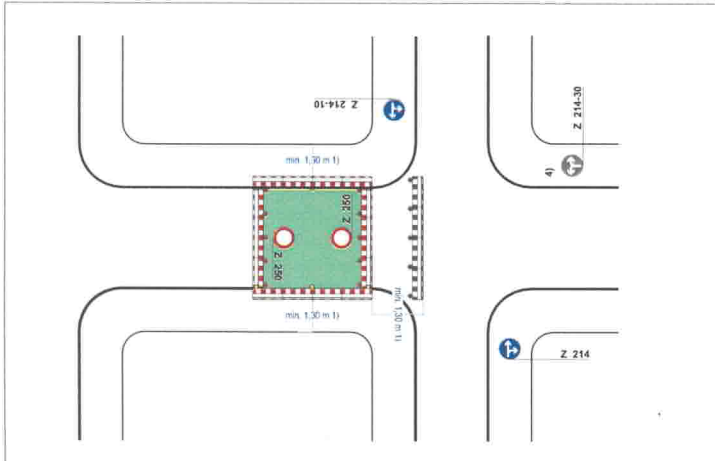 Z 214-10
Z 214-30
4)
min. 1,30 m 1)
Z 250
Z 250
min. 1,30 m 1)
min. 1,30 m 1)
Z 214